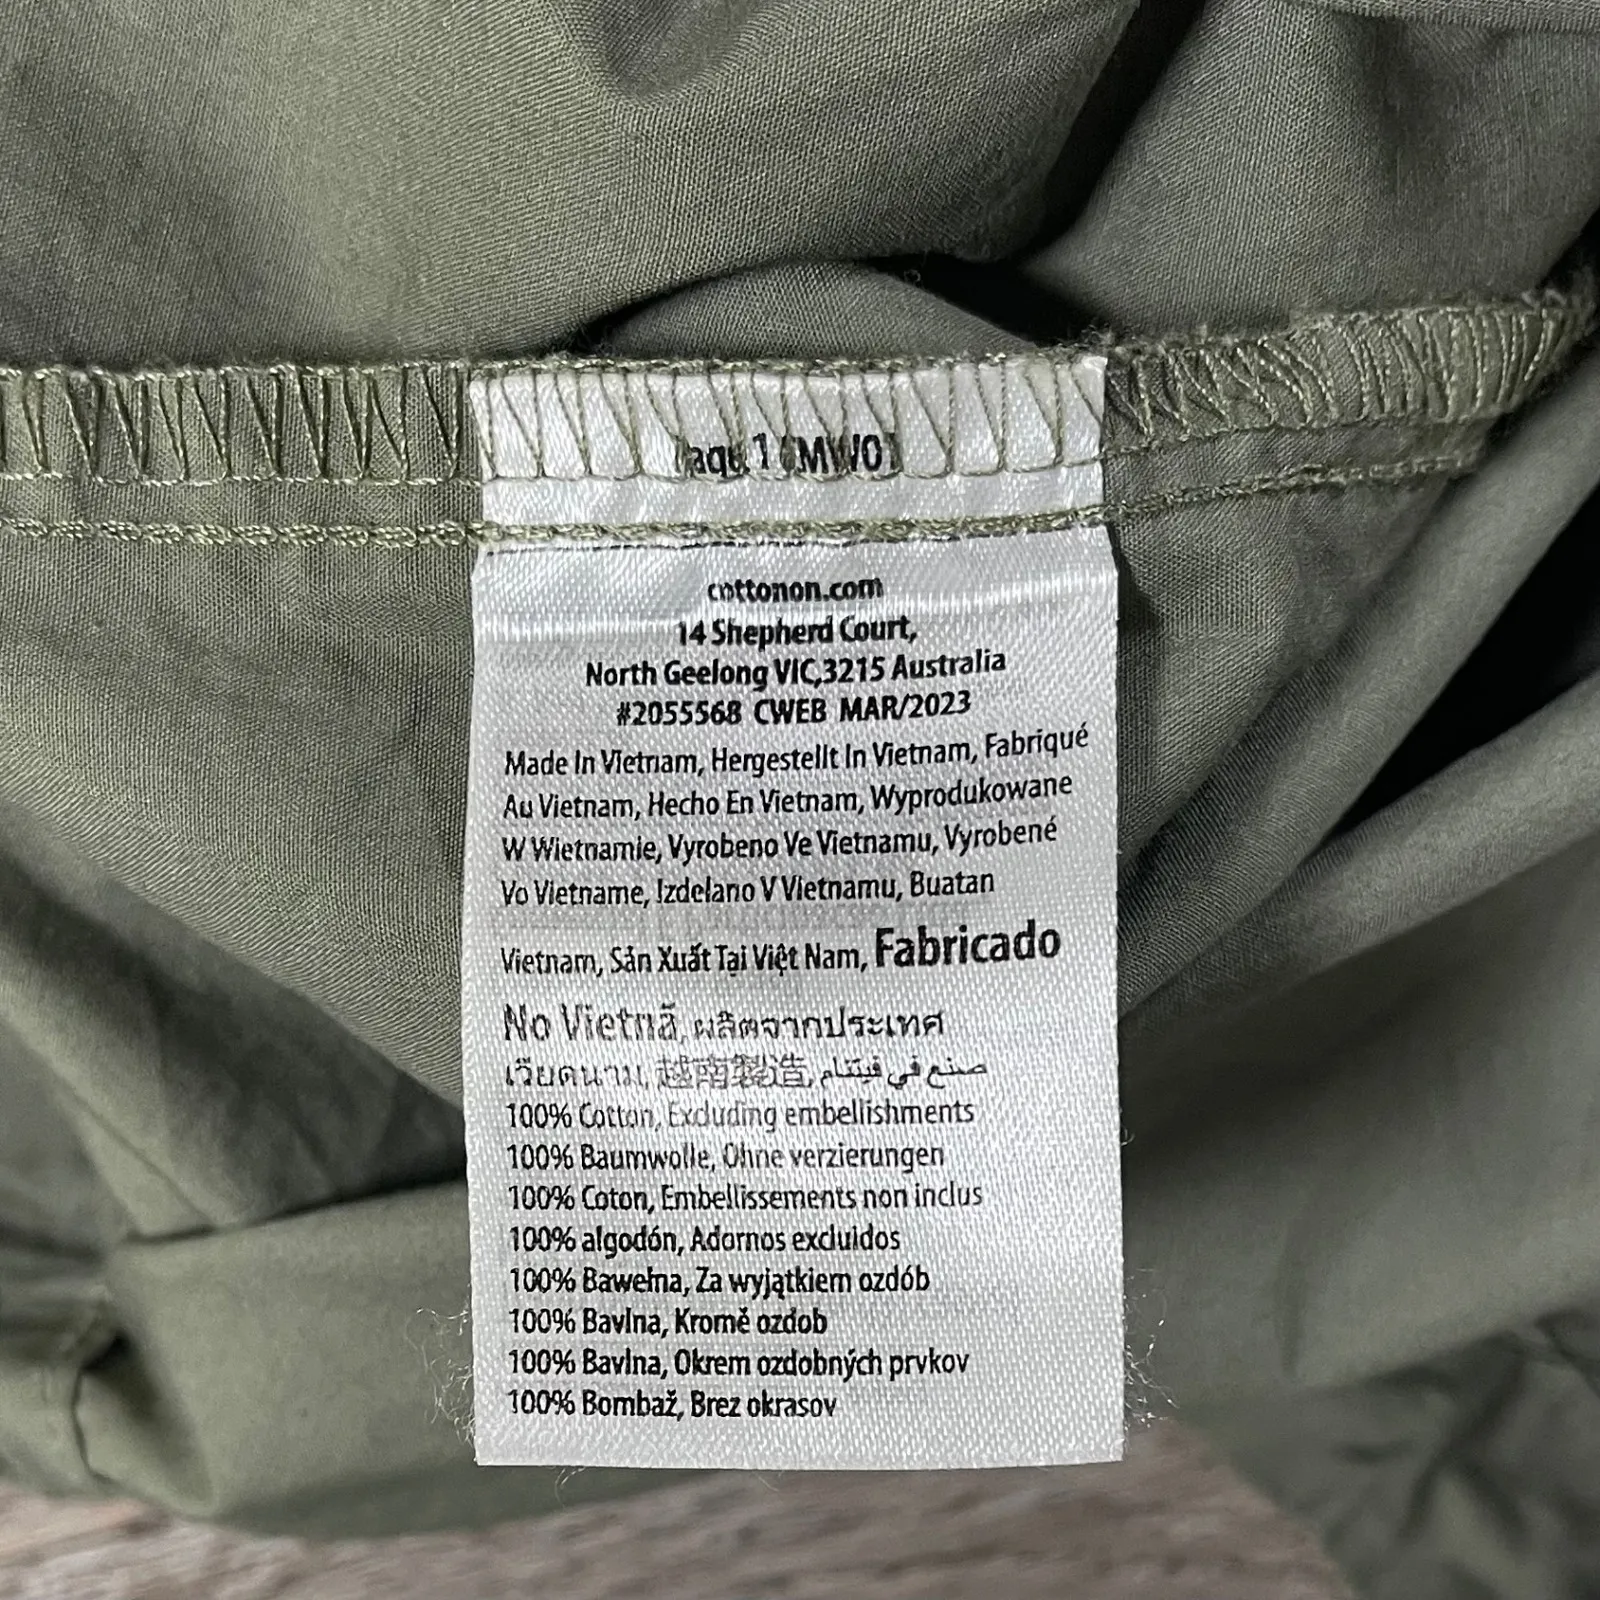 cottonon.com
14 Shepherd Court,
North Geelong VIC,3215 Australia
#2055568 CWEB MAR/2023
Made In Vietnam, Hergestellt In Vietnam, Fabriqué
Au Vietnam, Hecho En Vietnam, Wyprodukowane
W Wietnamie, Vyrobeno Ve Vietnamu, Vyrobené
Vo Vietname, Izdelano V Vietnamu, Buatan
Vietnam, Sản Xuất Tại Việt Nam, Fabricado
No Vietnã, ผลิตจากประเทศ
เวียดนาม, 越南製造, صنع في فيتنام
100% Cotton, Excluding embellishments
100% Baumwolle, Ohne verzierungen
100% Coton, Embellissements non inclus
100% algodón, Adornos excluidos
100% Bawełna, Za wyjątkiem ozdób
100% Bavlna, Kromě ozdob
100% Bavlna, Okrem ozdobných prvkov
100% Bombaž, Brez okrasov